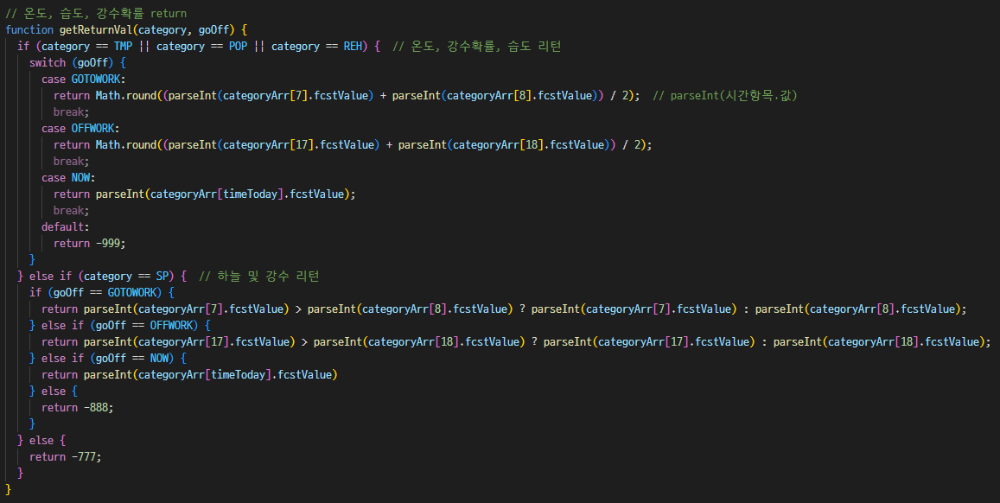 // 온도, 습도, 강수확률 return
function getReturnVal(category, goOff) {
  if (category == TMP || category == POP || category == REH) {  // 온도, 강수확률, 습도 리턴
    switch (goOff) {
      case GOTOWORK:
        return Math.round((parseInt(categoryArr[7].fcstValue) + parseInt(categoryArr[8].fcstValue)) / 2);  // parseInt(시간항목.값)
        break;
      case OFFWORK:
        return Math.round((parseInt(categoryArr[17].fcstValue) + parseInt(categoryArr[18].fcstValue)) / 2);
        break;
      case NOW:
        return parseInt(categoryArr[timeToday].fcstValue);
        break;
      default:
        return -999;
    }
  } else if (category == SP) {  // 하늘 및 강수 리턴
    if (goOff == GOTOWORK) {
      return parseInt(categoryArr[7].fcstValue) > parseInt(categoryArr[8].fcstValue) ? parseInt(categoryArr[7].fcstValue) : parseInt(categoryArr[8].fcstValue);
    } else if (goOff == OFFWORK) {
      return parseInt(categoryArr[17].fcstValue) > parseInt(categoryArr[18].fcstValue) ? parseInt(categoryArr[17].fcstValue) : parseInt(categoryArr[18].fcstValue);
    } else if (goOff == NOW) {
      return parseInt(categoryArr[timeToday].fcstValue)
    } else {
      return -888;
    }
  } else {
    return -777;
  }
}